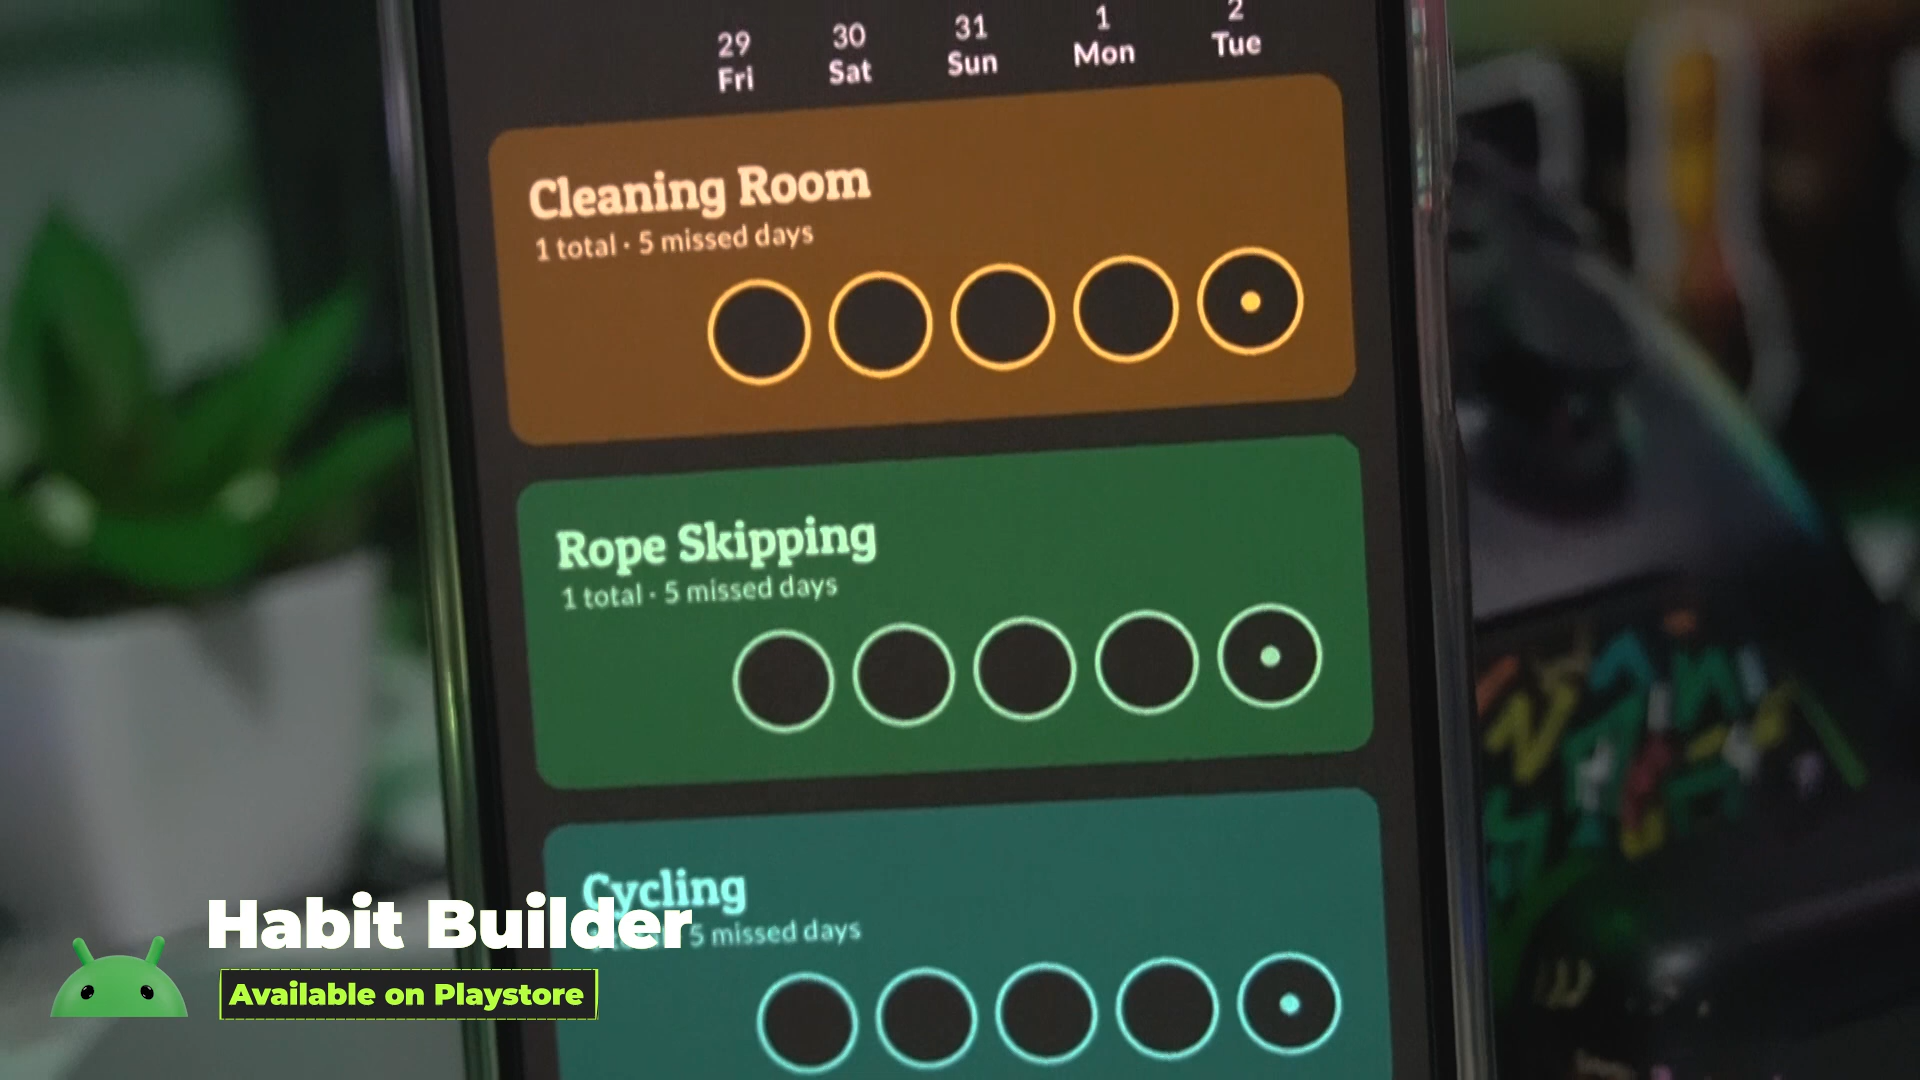 29 30 31 1 2
Fri Sat Sun Mon Tue
Cleaning Room
1 total · 5 missed days
Rope Skipping
1 total · 5 missed days
Cycling
5 missed days
Habit Builder
Available on Playstore